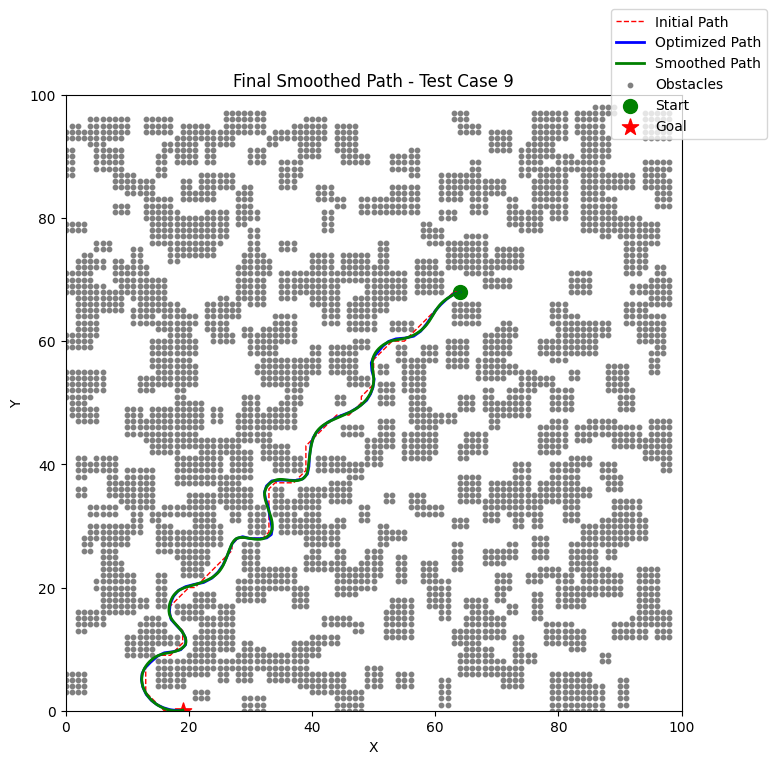 Initial Path
Optimized Path
Smoothed Path
Obstacles
Start
Goal
Final Smoothed Path - Test Case 9
100
80
60
40
20
0
Y
0 20 40 60 80 100
X